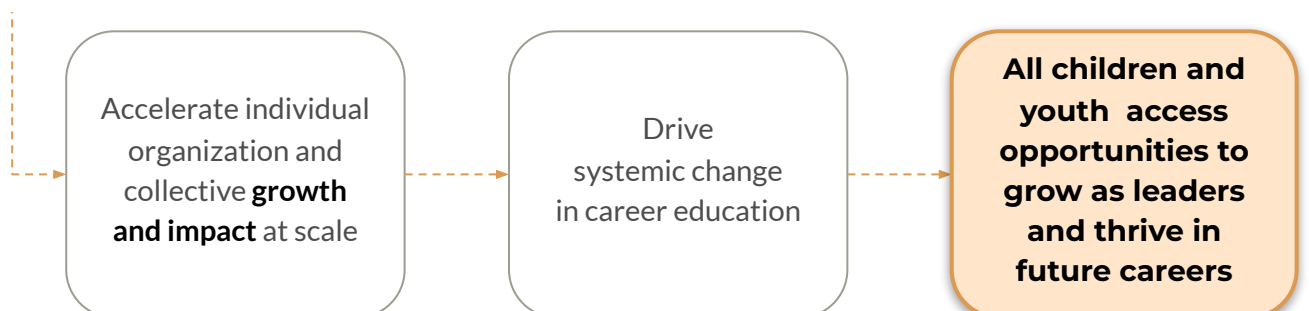 Accelerate individual
organization and
collective growth
and impact at scale
Drive
systemic change
in career education
All children and
youth  access
opportunities to
grow as leaders
and thrive in
future careers